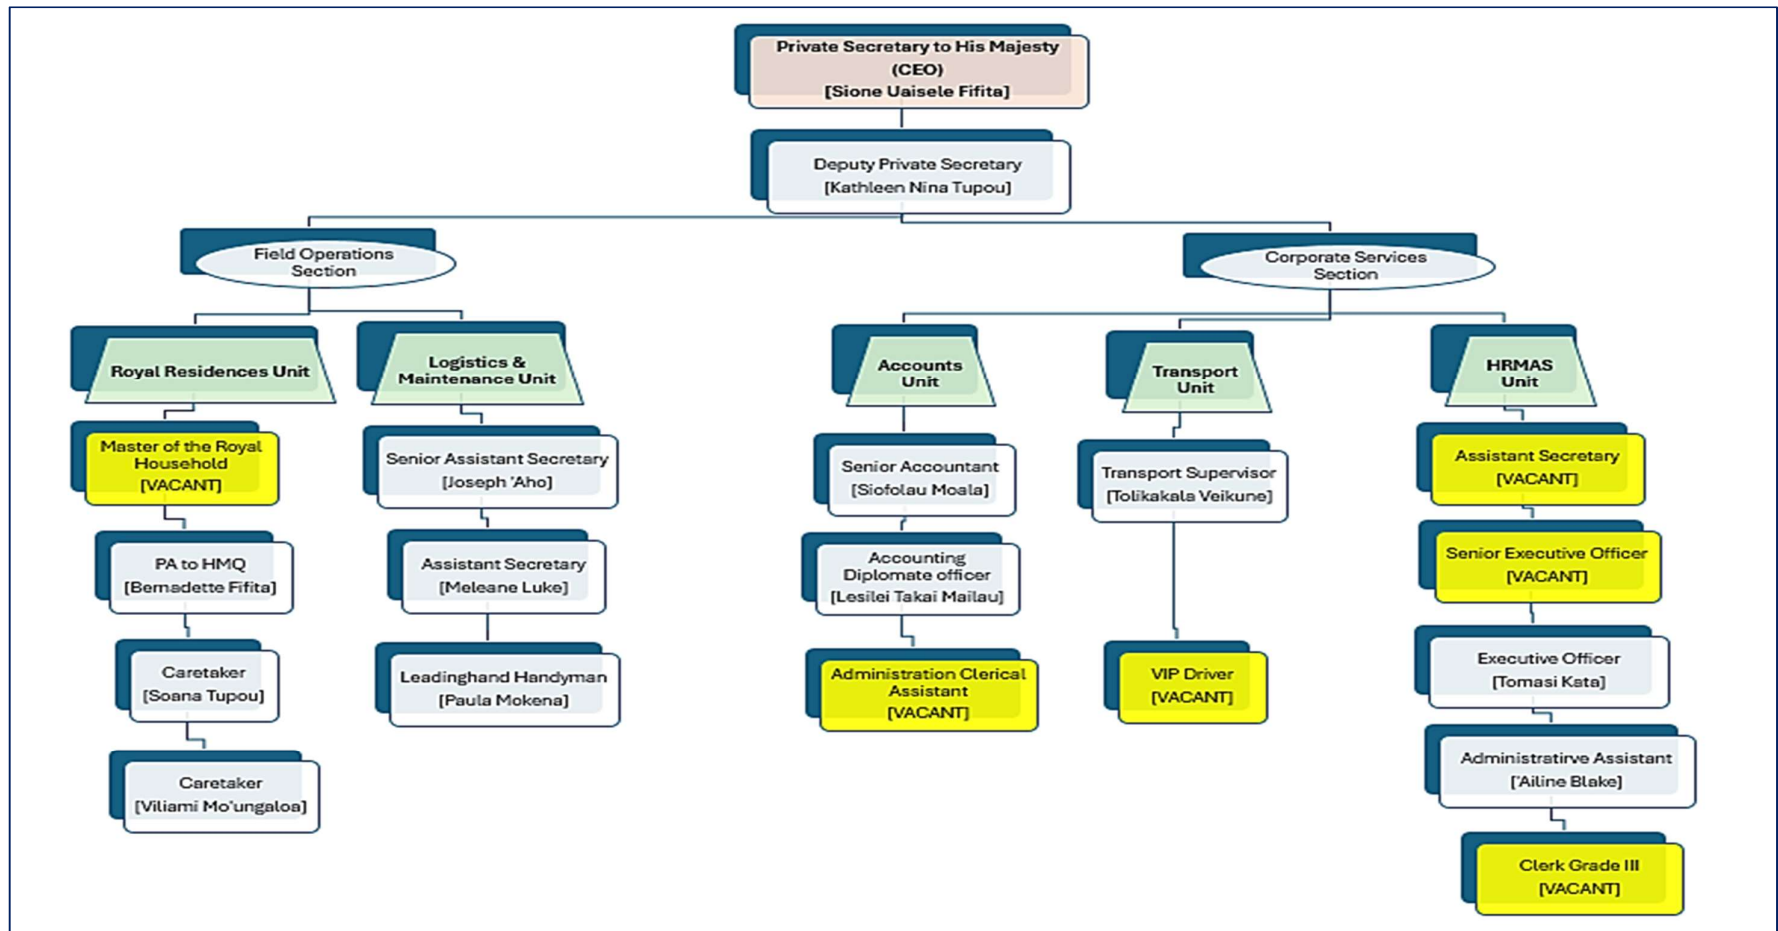 Private Secretary to His Majesty
(CEO)
[Sione Uaisele Fifita]
Deputy Private Secretary
[Kathleen Nina Tupou]
Field Operations
Section
Corporate Services
Section
Royal Residences Unit
Logistics &
Maintenance Unit
Accounts
Unit
Transport
Unit
HRMAS
Unit
Master of the Royal
Household
[VACANT]
PA to HMQ
[Bernadette Fifita]
Caretaker
[Soana Tupou]
Caretaker
[Viliami Mo'ungaloa]
Senior Assistant Secretary
[Joseph 'Aho]
Assistant Secretary
[Meleane Luke]
Leadinghand Handyman
[Paula Mokena]
Senior Accountant
[Siofolau Moala]
Accounting
Diplomate officer
[Lesilei Takai Mailau]
Administration Clerical
Assistant
[VACANT]
Transport Supervisor
[Tolikakala Veikune]
VIP Driver
[VACANT]
Assistant Secretary
[VACANT]
Senior Executive Officer
[VACANT]
Executive Officer
[Tomasi Kata]
Administratirve Assistant
['Ailine Blake]
Clerk Grade III
[VACANT]